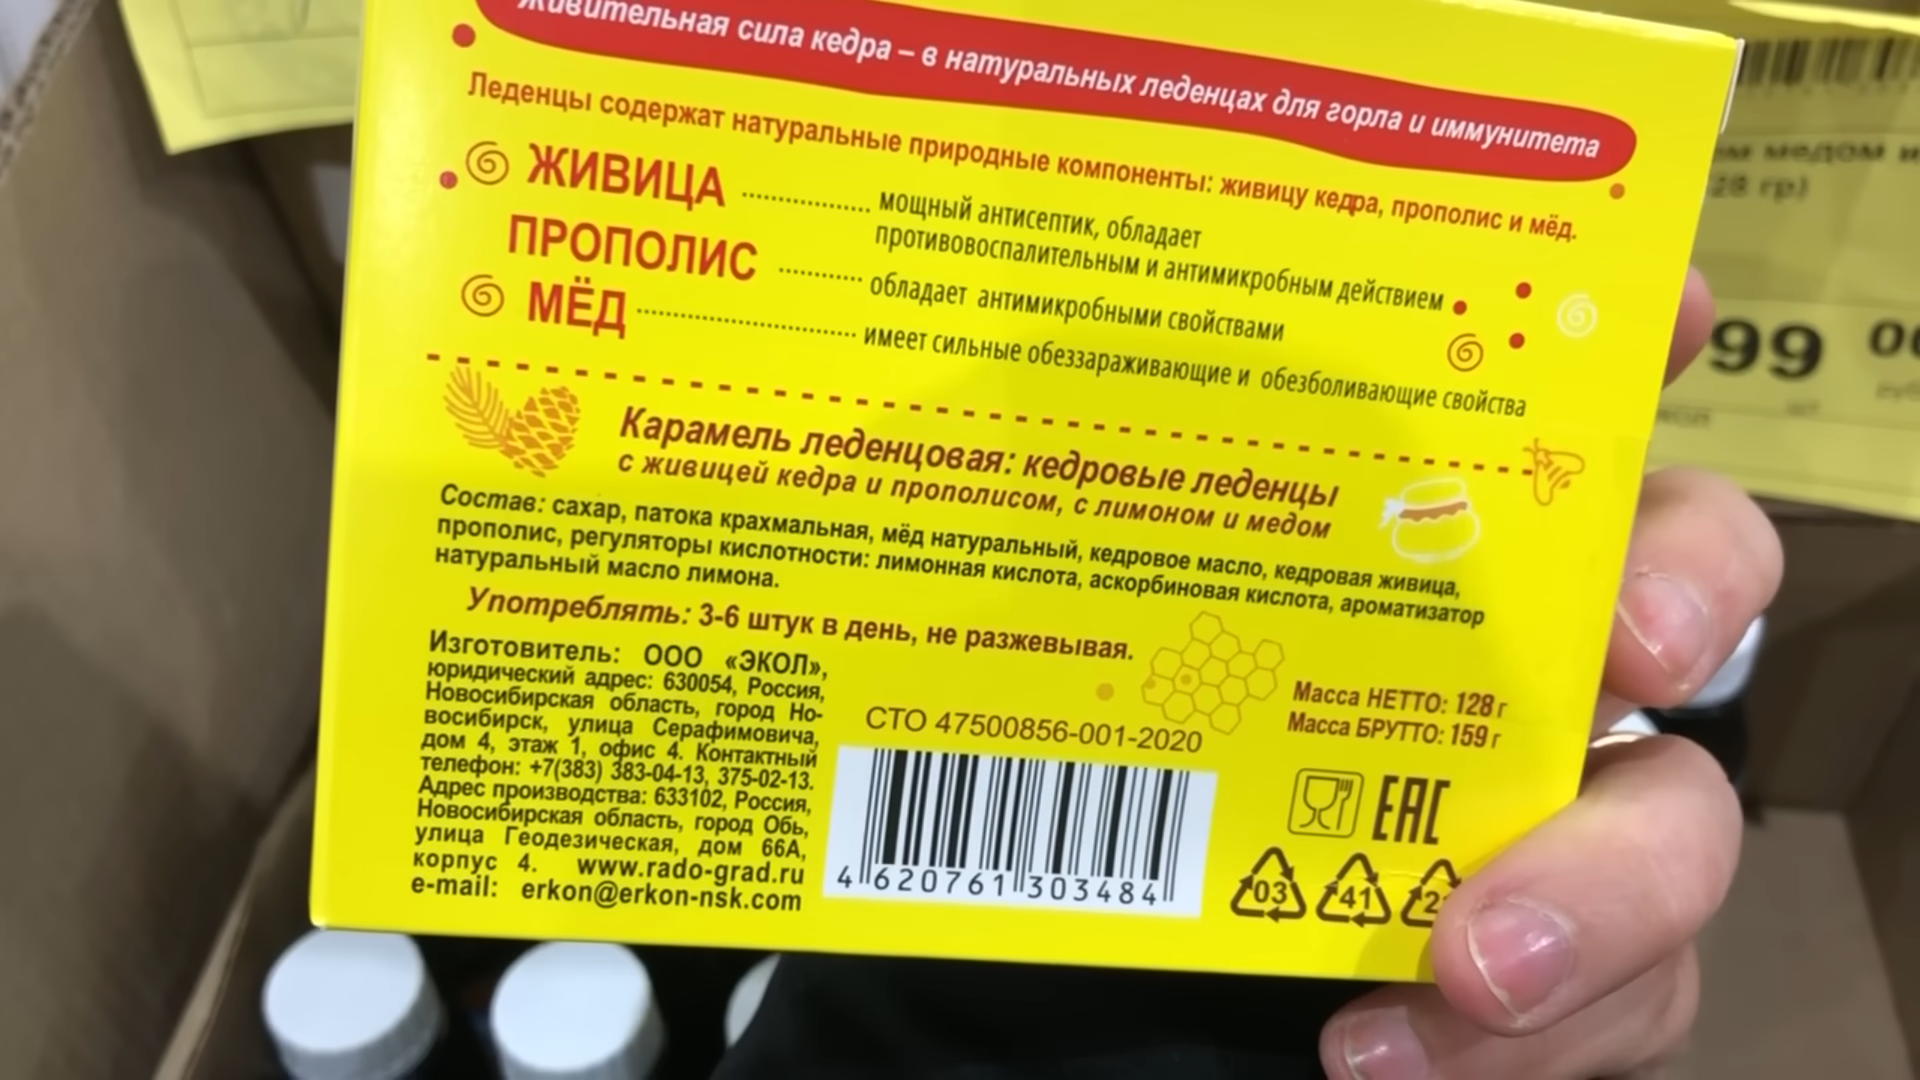 Живительная сила кедра – в натуральных леденцах для горла и иммунитета
Леденцы содержат натуральные природные компоненты: живицу кедра, прополис и мёд.
ЖИВИЦА ................... мощный антисептик, обладает
противовоспалительным и антимикробным действием
ПРОПОЛИС ............ обладает антимикробными свойствами
МЁД ............................... имеет сильные обеззараживающие и обезболивающие свойства
Карамель леденцовая: кедровые леденцы
с живицей кедра и прополисом, с лимоном и медом
Состав: сахар, патока крахмальная, мёд натуральный, кедровое масло, кедровая живица,
прополис, регуляторы кислотности: лимонная кислота, аскорбиновая кислота, ароматизатор
натуральный масло лимона.
Употреблять: 3-6 штук в день, не разжевывая.
Изготовитель: ООО «ЭКОЛ»,
юридический адрес: 630054, Россия,
Новосибирская область, город Но-
восибирск, улица Серафимовича,
дом 4, этаж 1, офис 4. Контактный
телефон: +7(383) 383-04-13, 375-02-13.
Адрес производства: 633102, Россия,
Новосибирская область, город Обь,
улица Геодезическая, дом 66А,
корпус 4. www.rado-grad.ru
e-mail: erkon@erkon-nsk.com
СТО 47500856-001-2020
4 620761 303484
Масса НЕТТО: 128 г
Масса БРУТТО: 159 г
EAC
03 41
медом
28 гр)
99